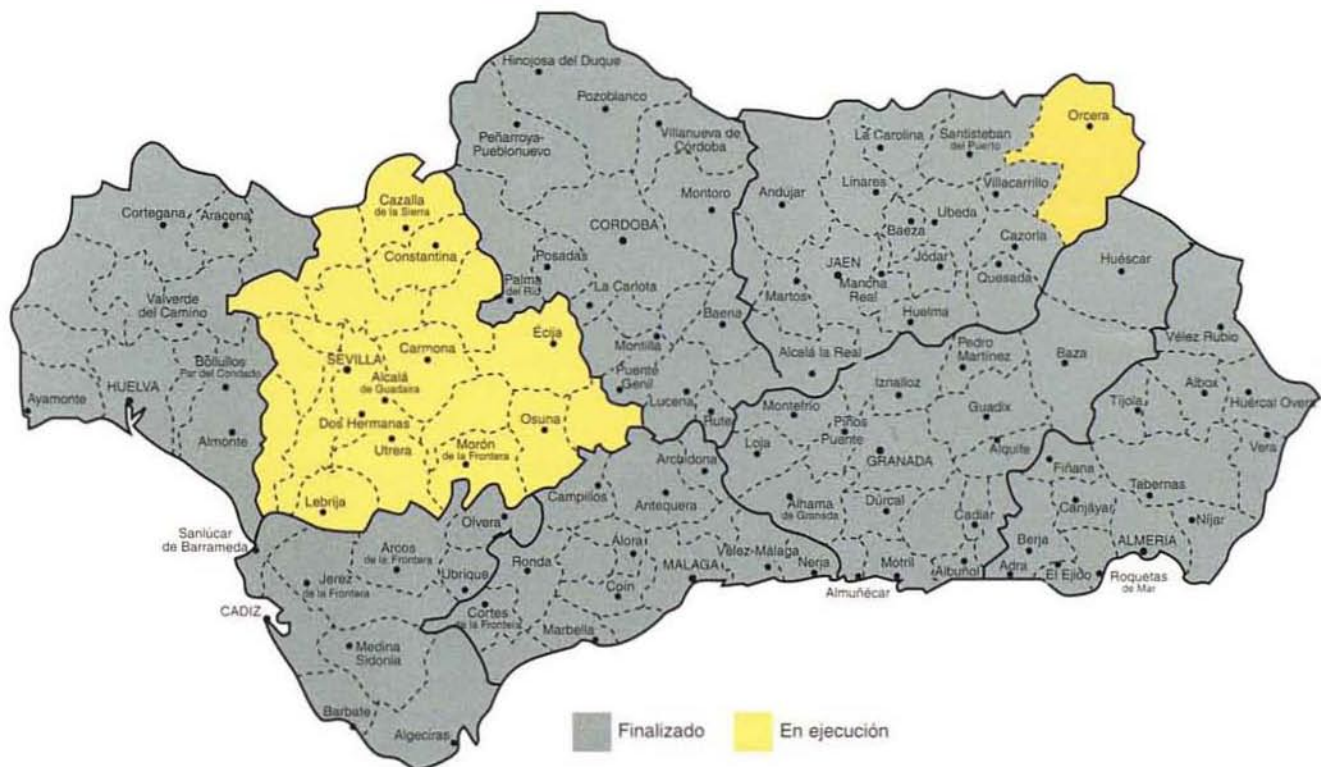 Hinojosa del Duque
Pozoblanco
Peñarroya-
Pueblonuevo
Villanueva de
Córdoba
Montoro
CORDOBA
Posadas
Palma
del Río
La Carlota
Baena
Montilla
Puente
Genil
Lucena
Rute
Orcera
La Carolina
Santisteban
del Puerto
Linares
Villacarrillo
Andújar
Ubeda
Baeza
Cazorla
JAEN
Jódar
Mancha
Real
Quesada
Martos
Huelma
Alcalá la Real
Cortegana
Aracena
Valverde
del Camino
Bollullos
Par del Condado
HUELVA
Ayamonte
Almonte
Cazalla
de la Sierra
Constantina
Écija
SEVILLA
Carmona
Alcalá
de Guadaira
Dos Hermanas
Utrera
Osuna
Morón
de la Frontera
Lebrija
Huéscar
Pedro
Martínez
Baza
Iznalloz
Montefrio
Piños
Puente
Guadix
Loja
GRANADA
Alquife
Alhama
de Granada
Dúrcal
Cadiar
Motril
Albuñol
Almuñécar
Vélez Rubio
Albox
Tíjola
Huércal Overa
Vera
Fiñana
Tabernas
Canjáyar
Níjar
Berja
ALMERIA
Adra
El Ejido
Roquetas
de Mar
Archidona
Campillos
Antequera
Álora
Ronda
Vélez-Málaga
MALAGA
Nerja
Coín
Cortes
de la Frontera
Marbella
Sanlúcar
de Barrameda
Olvera
Arcos
de la Frontera
Ubrique
Jerez
de la Frontera
CADIZ
Medina
Sidonia
Barbate
Algeciras
Finalizado
En ejecución